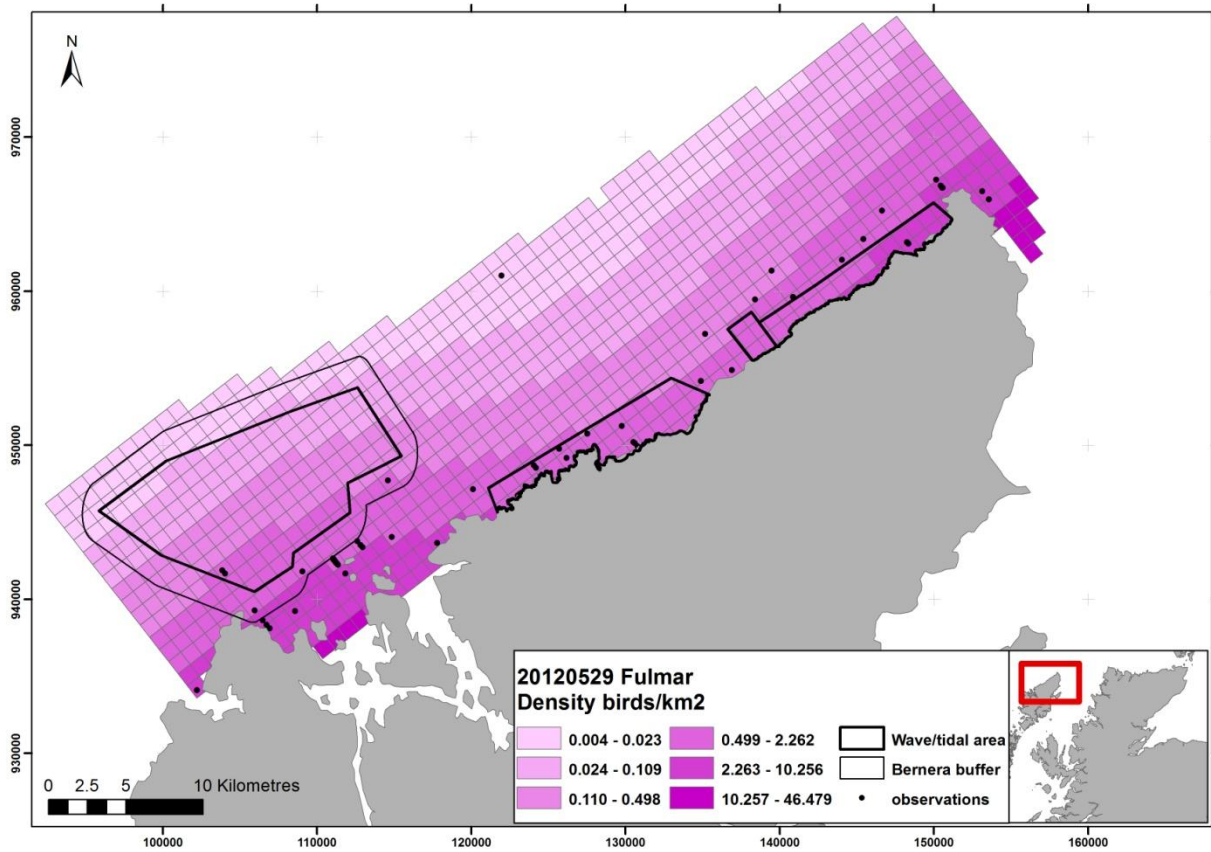 N
970000
960000
950000
940000
930000
20120529 Fulmar
Density birds/km2
0.004 - 0.023
0.024 - 0.109
0.110 - 0.498
0.499 - 2.262
2.263 - 10.256
10.257 - 46.479
Wave/tidal area
Bernera buffer
observations
0 2.5 5 10 Kilometres
100000 110000 120000 130000 140000 150000 160000